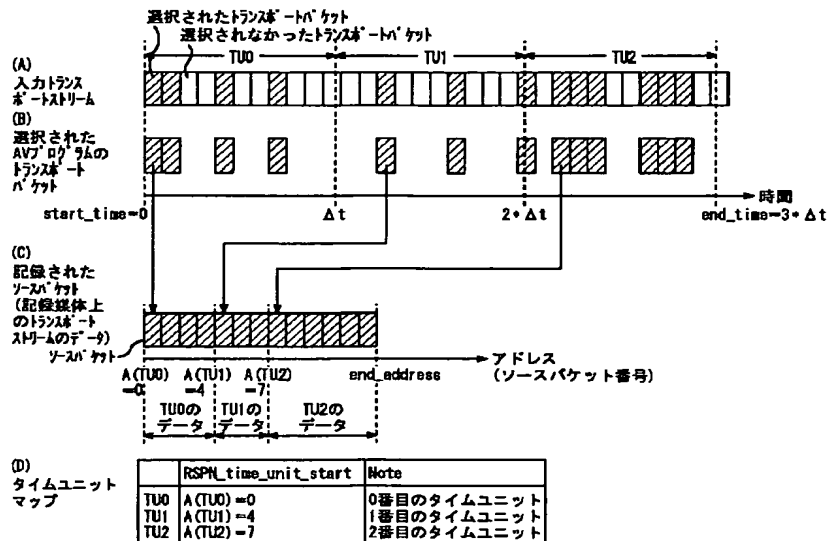 選択されたトランスポートパケット
選択されなかったトランスポートパケット
TU0 TU1 TU2
(A)
入力トランス
ポートストリーム
(B)
選択された
AVプログラムの
トランスポート
パケット
時間
start_time=0 Δt 2*Δt end_time=3*Δt
(C)
記録された
ソースパケット
(記録媒体上
のトランスポート
ストリームのデータ)
ソースパケット
アドレス
(ソースパケット番号)
A(TU0) A(TU1) A(TU2) end_address
=0 =4 =7
TU0の TU1の TU2の
データ データ データ
(D)
タイムユニット
マップ
RSPN_time_unit_start Note
TU0 A(TU0)=0 0番目のタイムユニット
TU1 A(TU1)=4 1番目のタイムユニット
TU2 A(TU2)=7 2番目のタイムユニット